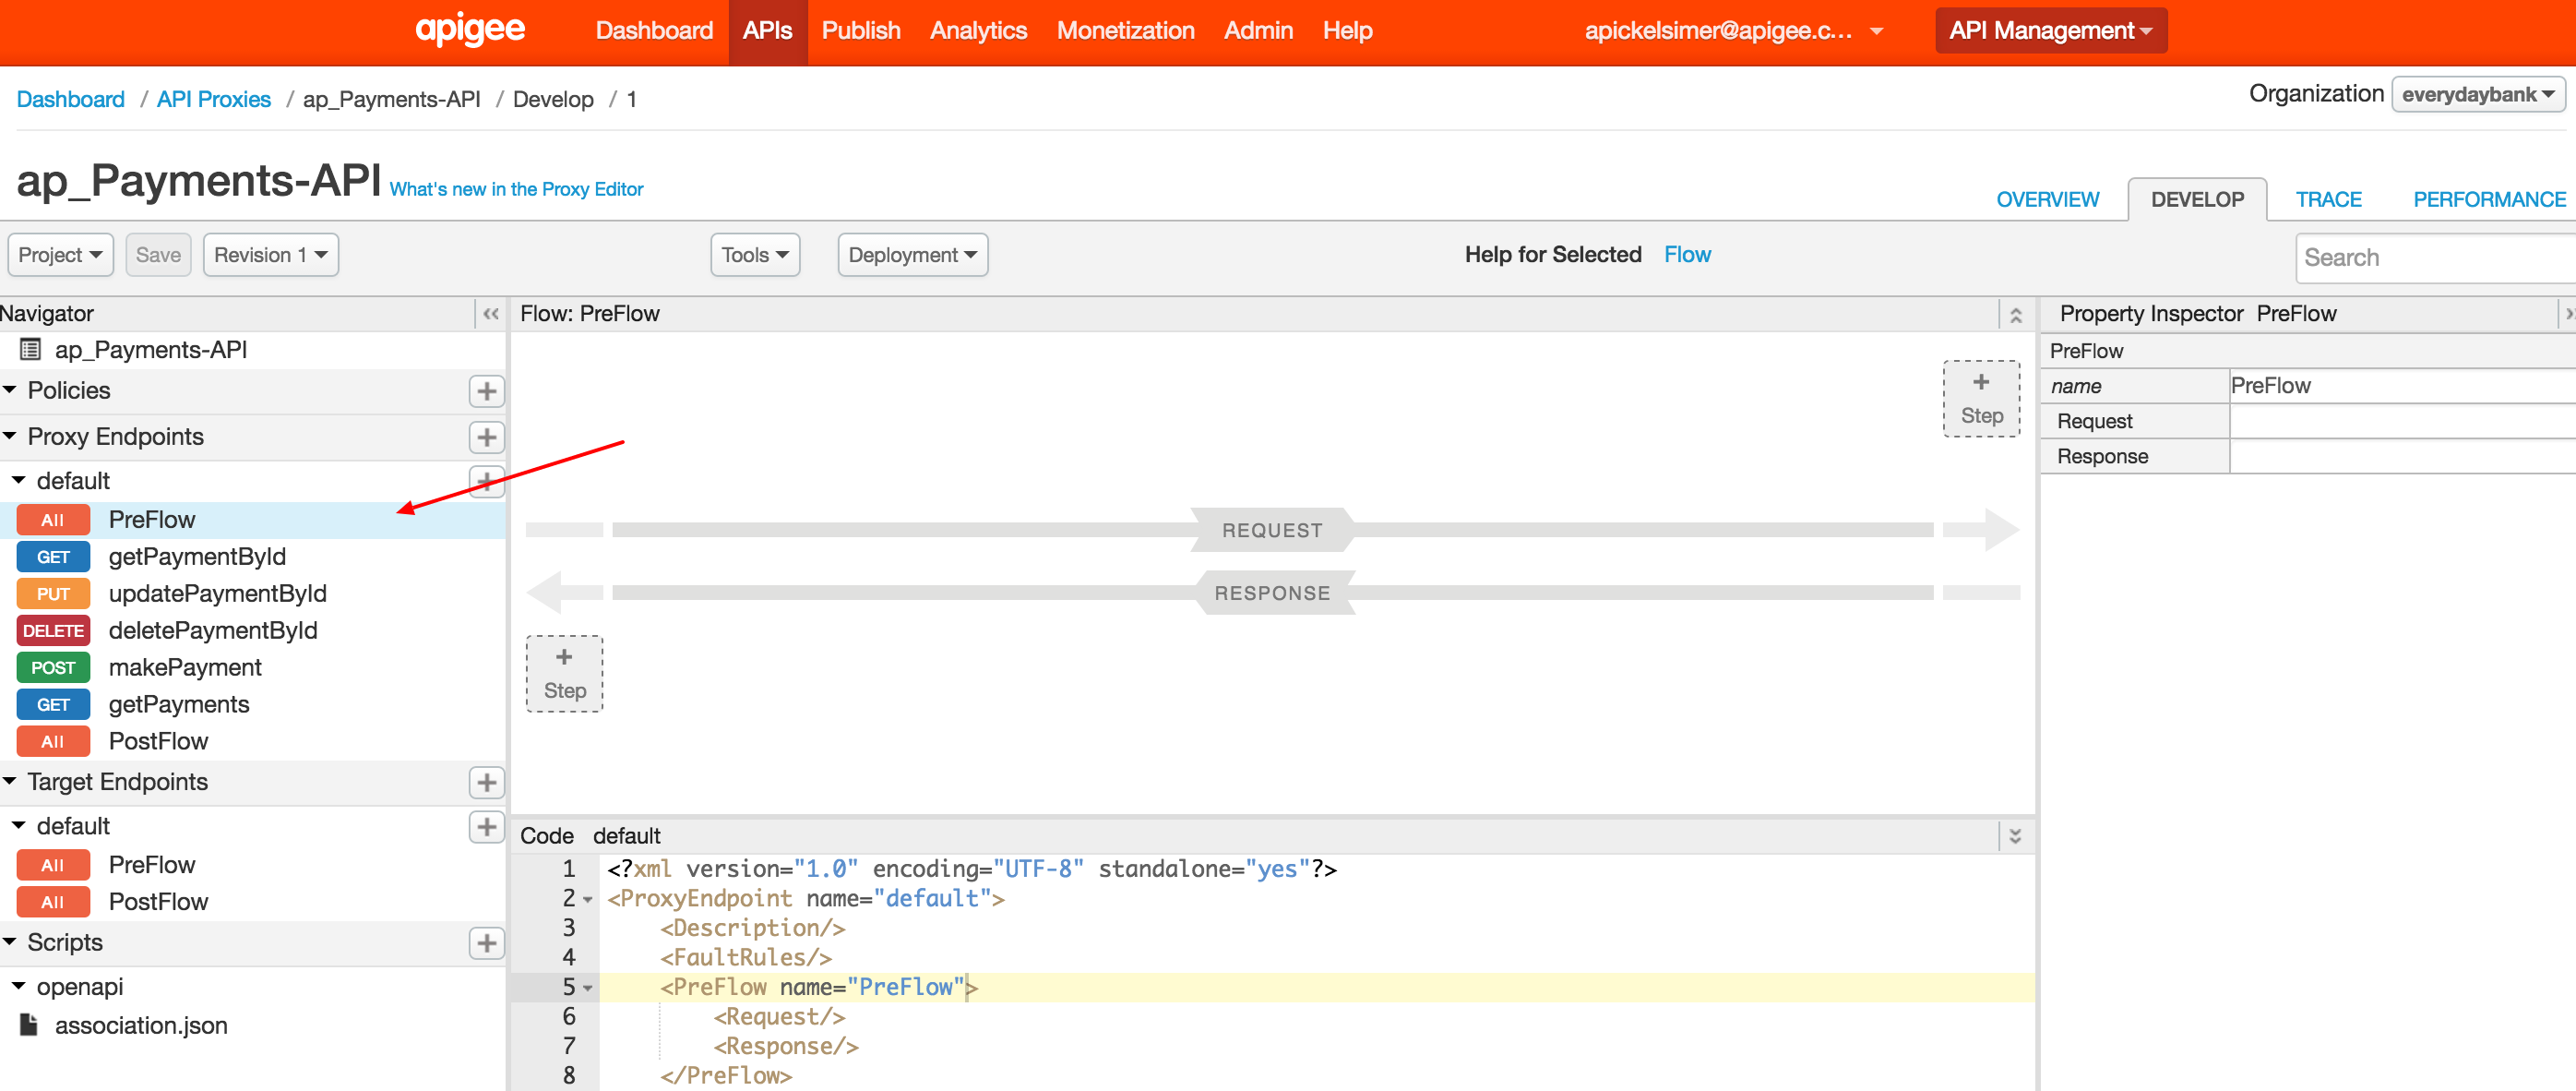 apigee Dashboard APIs Publish Analytics Monetization Admin Help apickelsimer@apigee.c... API Management
Dashboard / API Proxies / ap_Payments-API / Develop / 1
Organization everydaybank
ap_Payments-API What's new in the Proxy Editor
OVERVIEW DEVELOP TRACE PERFORMANCE
Project Save Revision 1 Tools Deployment Help for Selected Flow Search
Navigator
ap_Payments-API
Policies
Proxy Endpoints
default
All PreFlow
GET getPaymentById
PUT updatePaymentById
DELETE deletePaymentById
POST makePayment
GET getPayments
All PostFlow
Target Endpoints
default
All PreFlow
All PostFlow
Scripts
openapi
association.json
Flow: PreFlow
+
Step
REQUEST
RESPONSE
+
Step
Code default
1 <?xml version="1.0" encoding="UTF-8" standalone="yes"?>
2 <ProxyEndpoint name="default">
3 <Description/>
4 <FaultRules/>
5 <PreFlow name="PreFlow">
6 <Request/>
7 <Response/>
8 </PreFlow>
Property Inspector PreFlow
PreFlow
name PreFlow
Request
Response